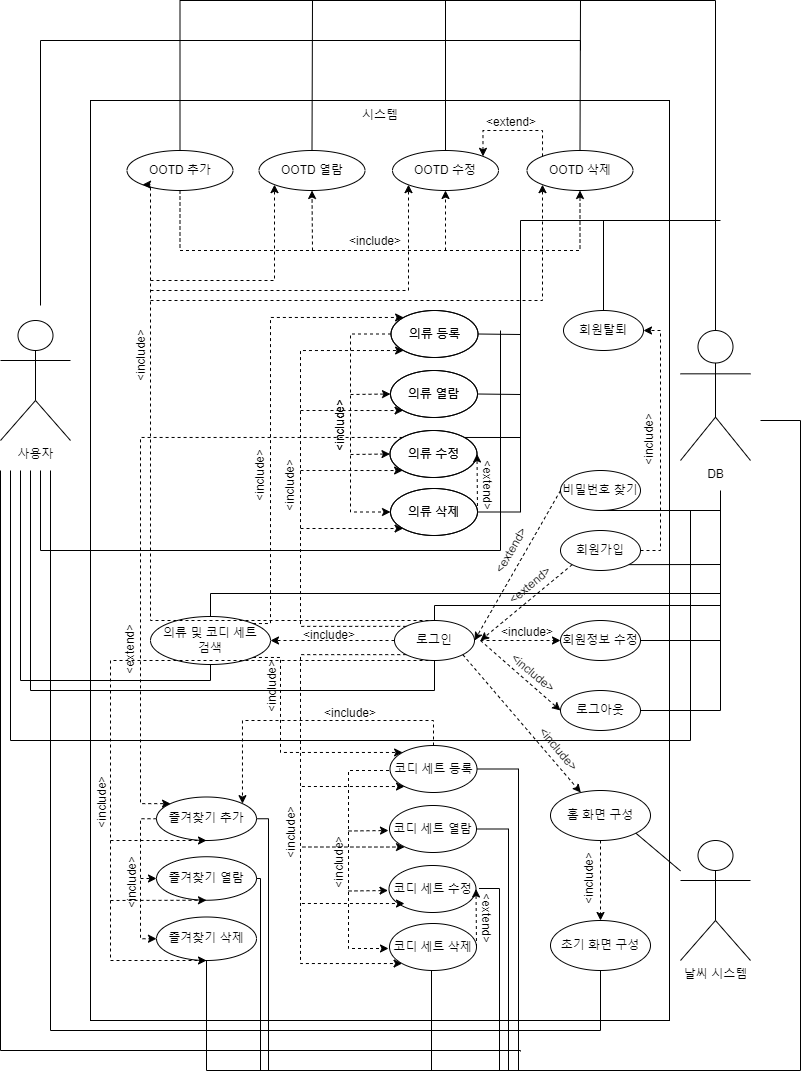 시스템
<extend>
OOTD 추가
OOTD 열람
OOTD 수정
OOTD 삭제
<include>
<include>
의류 등록
회원탈퇴
의류 열람
<include>
<include>
의류 수정
사용자
<include>
<include>
<extend>
DB
비밀번호 찾기
의류 삭제
<extend>
회원가입
<extend>
의류 및 코디 세트
검색
<include>
로그인
<include>
회원정보 수정
<extend>
<include>
<include>
로그아웃
<include>
<include>
코디 세트 등록
<include>
즐겨찾기 추가
홈 화면 구성
<include>
코디 세트 열람
<include>
<include>
즐겨찾기 열람
<include>
코디 세트 수정
<include>
<extend>
즐겨찾기 삭제
코디 세트 삭제
초기 화면 구성
날씨 시스템